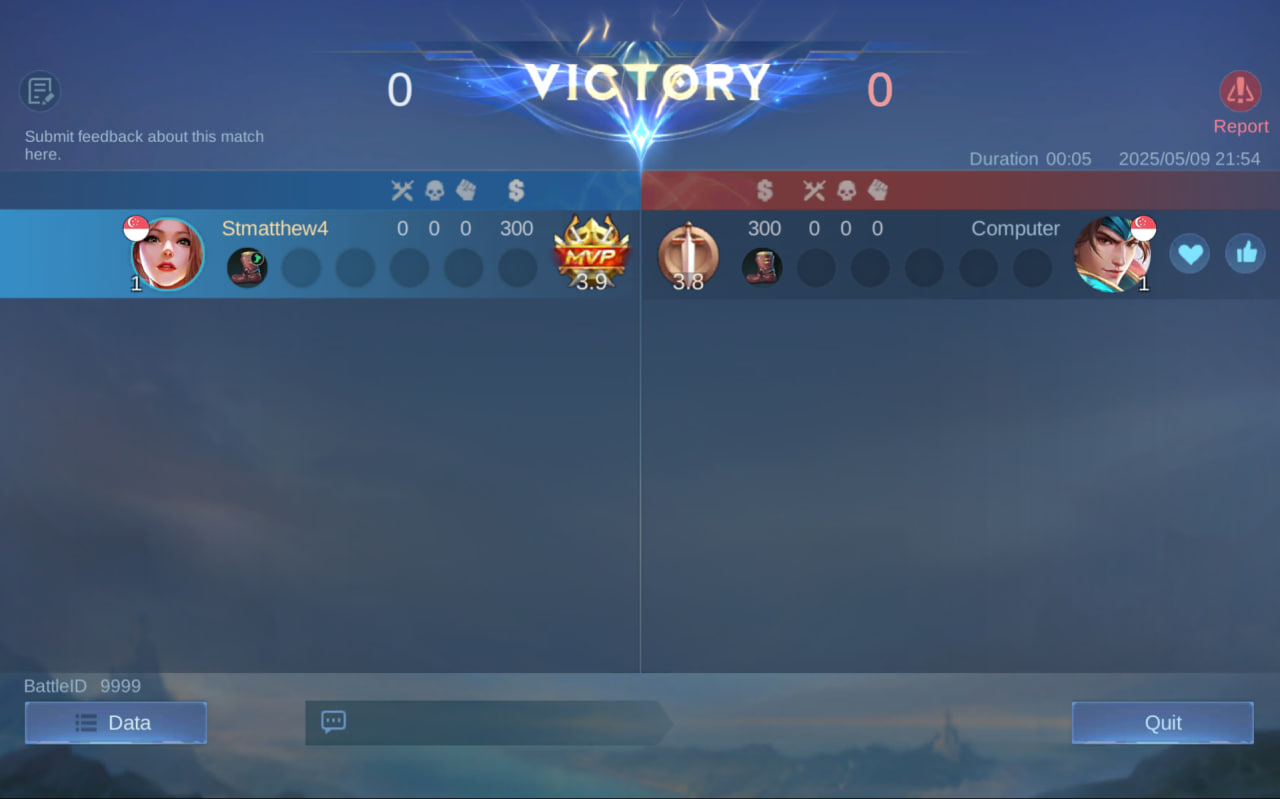 VICTORY
0
0
Submit feedback about this match
here.
Report
Duration 00:05 2025/05/09 21:54
Stmatthew4 0 0 0 300
MVP
3.9
1
300 0 0 0 Computer
3.8
1
BattleID 9999
Data
Quit